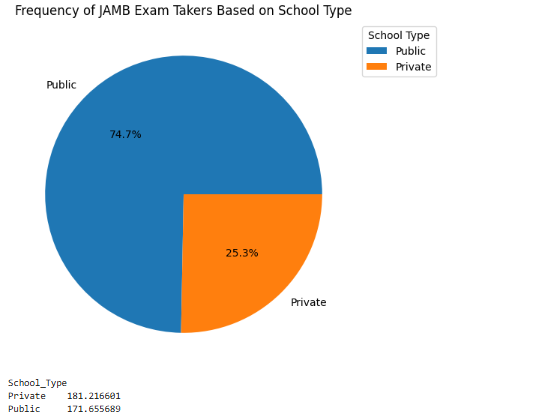 Frequency of JAMB Exam Takers Based on School Type
School Type
Public
Private
Public
74.7%
25.3%
Private
School_Type
Private    181.216601
Public     171.655689